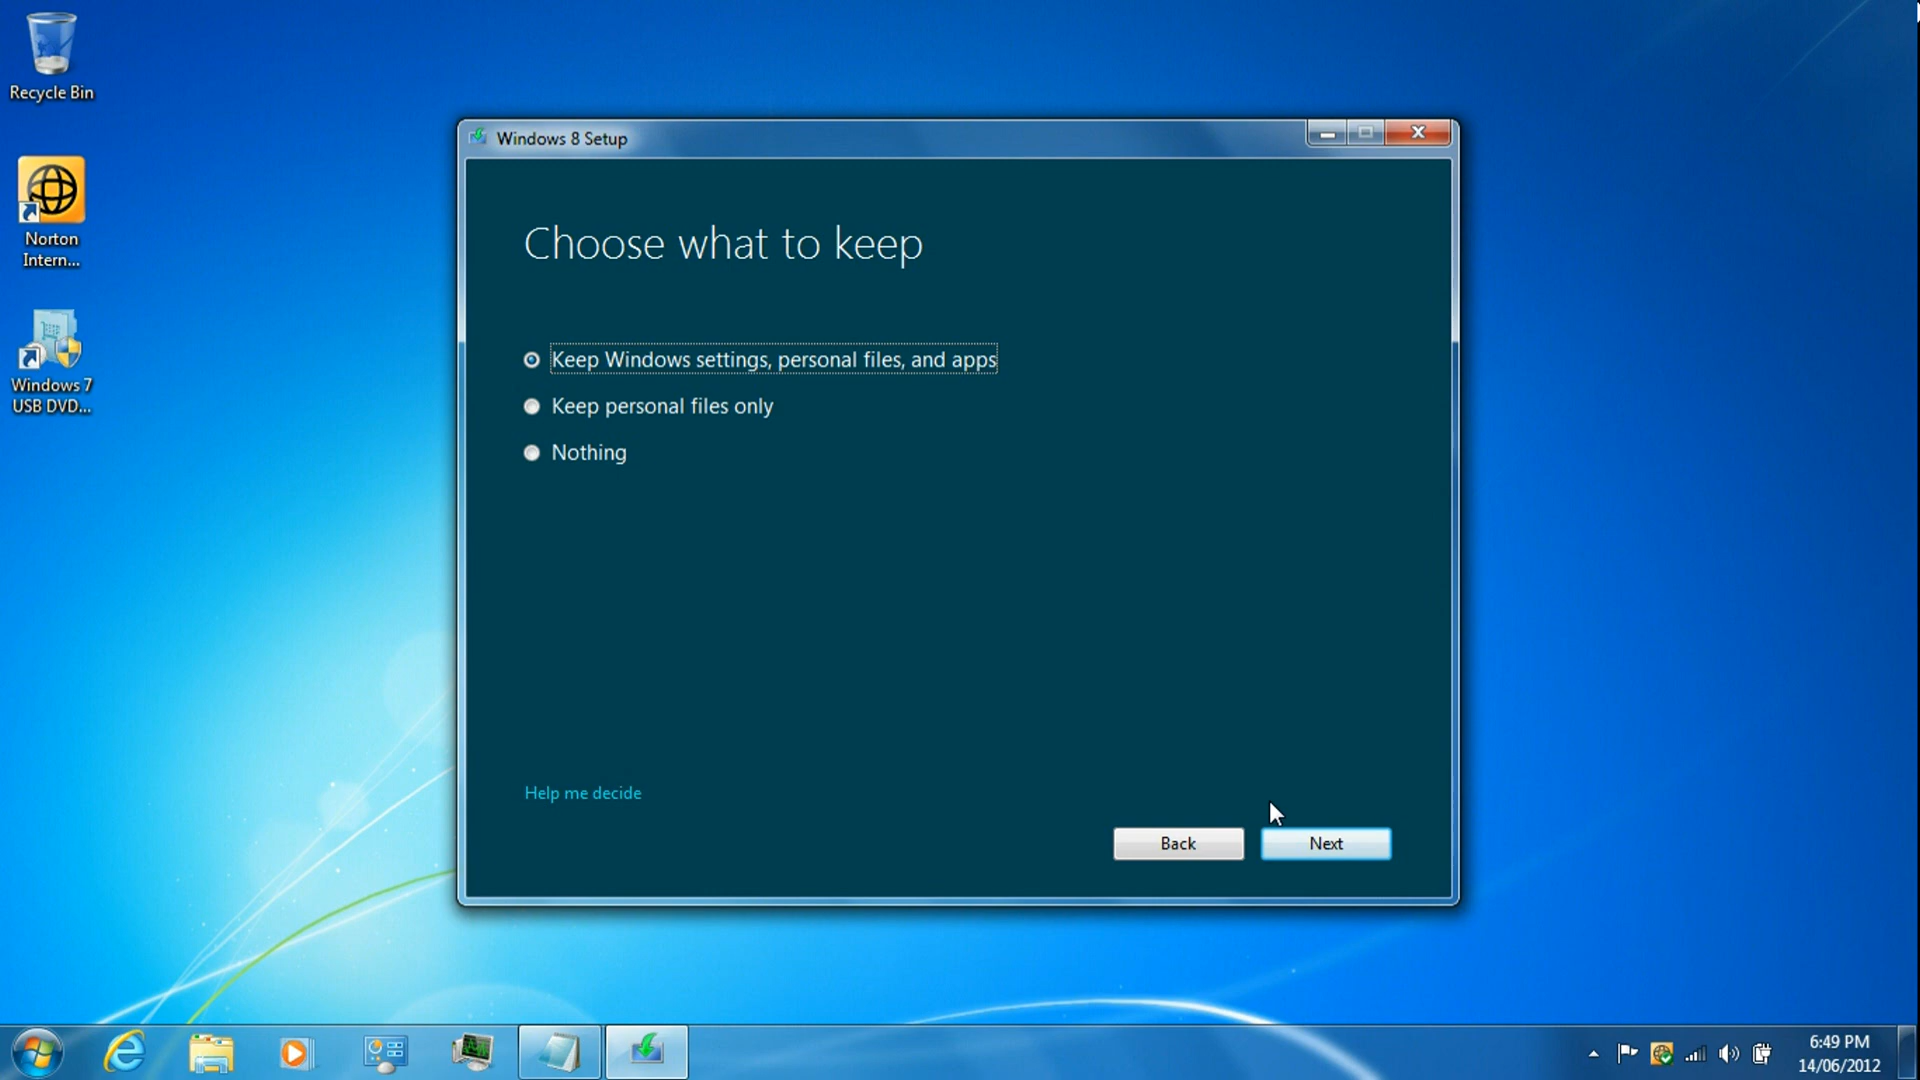 Recycle Bin
Norton
Intern...
Windows 7
USB DVD...
Windows 8 Setup
Choose what to keep
Keep Windows settings, personal files, and apps
Keep personal files only
Nothing
Help me decide
Back
Next
6:49 PM
14/06/2012